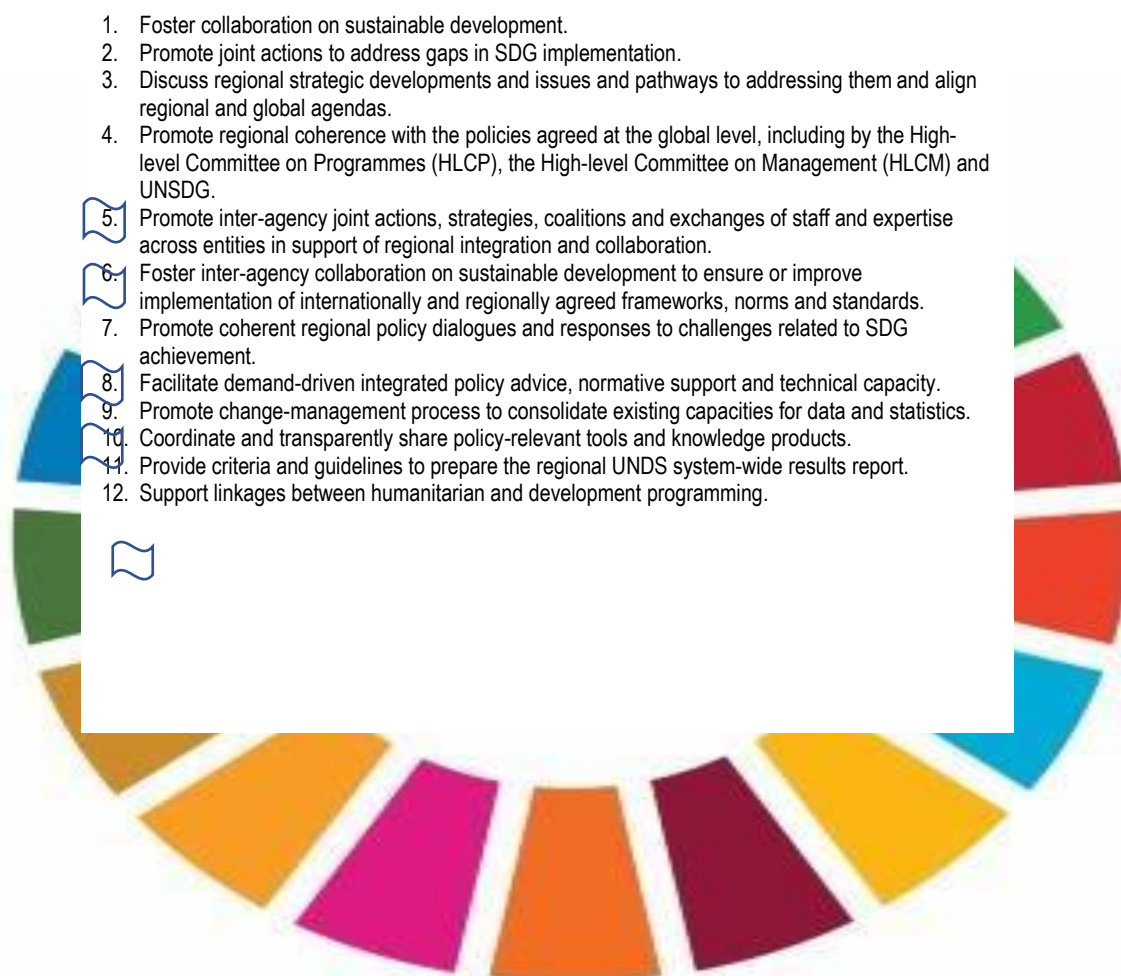 1. Foster collaboration on sustainable development.
2. Promote joint actions to address gaps in SDG implementation.
3. Discuss regional strategic developments and issues and pathways to addressing them and align
regional and global agendas.
4. Promote regional coherence with the policies agreed at the global level, including by the High-
level Committee on Programmes (HLCP), the High-level Committee on Management (HLCM) and
UNSDG.
5. Promote inter-agency joint actions, strategies, coalitions and exchanges of staff and expertise
across entities in support of regional integration and collaboration.
6. Foster inter-agency collaboration on sustainable development to ensure or improve
implementation of internationally and regionally agreed frameworks, norms and standards.
7. Promote coherent regional policy dialogues and responses to challenges related to SDG
achievement.
8. Facilitate demand-driven integrated policy advice, normative support and technical capacity.
9. Promote change-management process to consolidate existing capacities for data and statistics.
10. Coordinate and transparently share policy-relevant tools and knowledge products.
11. Provide criteria and guidelines to prepare the regional UNDS system-wide results report.
12. Support linkages between humanitarian and development programming.